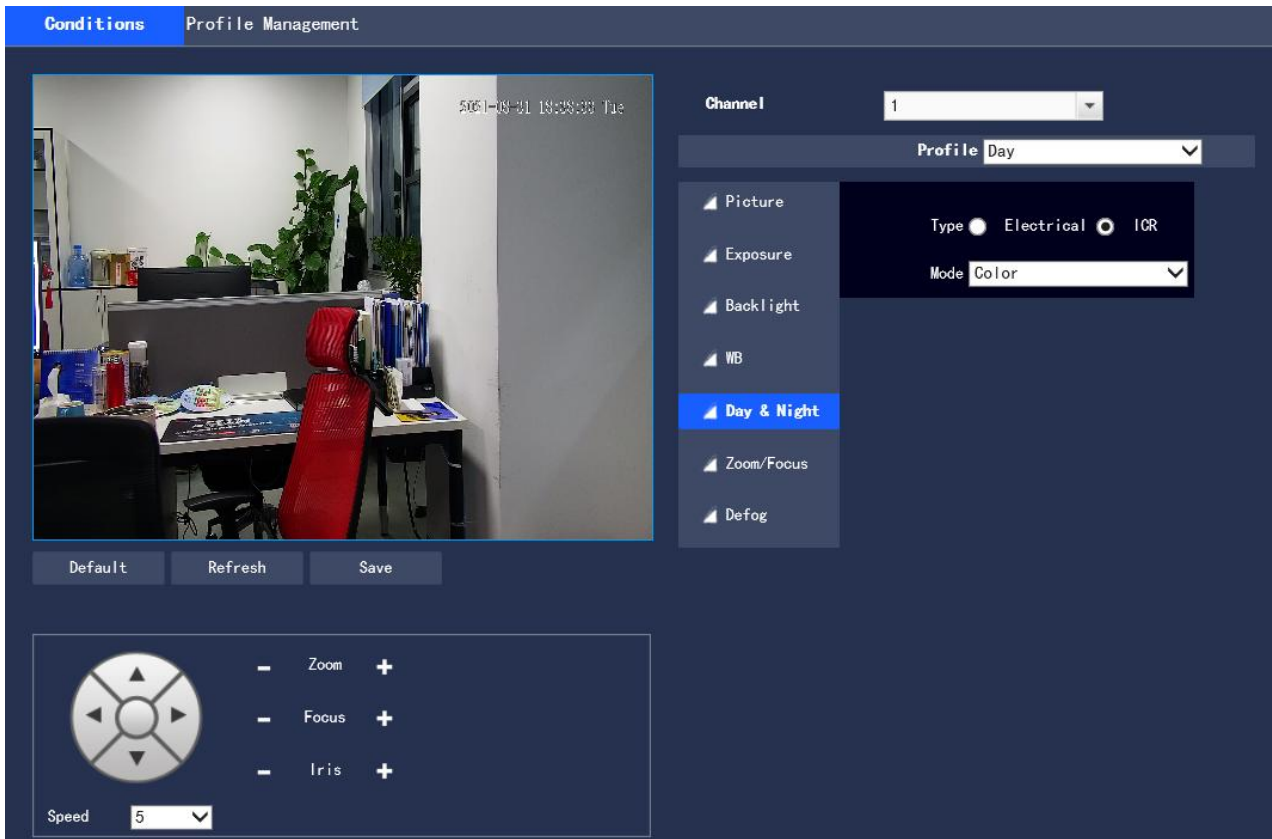 Conditions
Profile Management
Tue
Channel
1
Profile Day
Picture
Exposure
Backlight
WB
Day & Night
Zoom/Focus
Defog
Type Electrical ICR
Mode Color
Default
Refresh
Save
Zoom
Focus
Iris
Speed 5